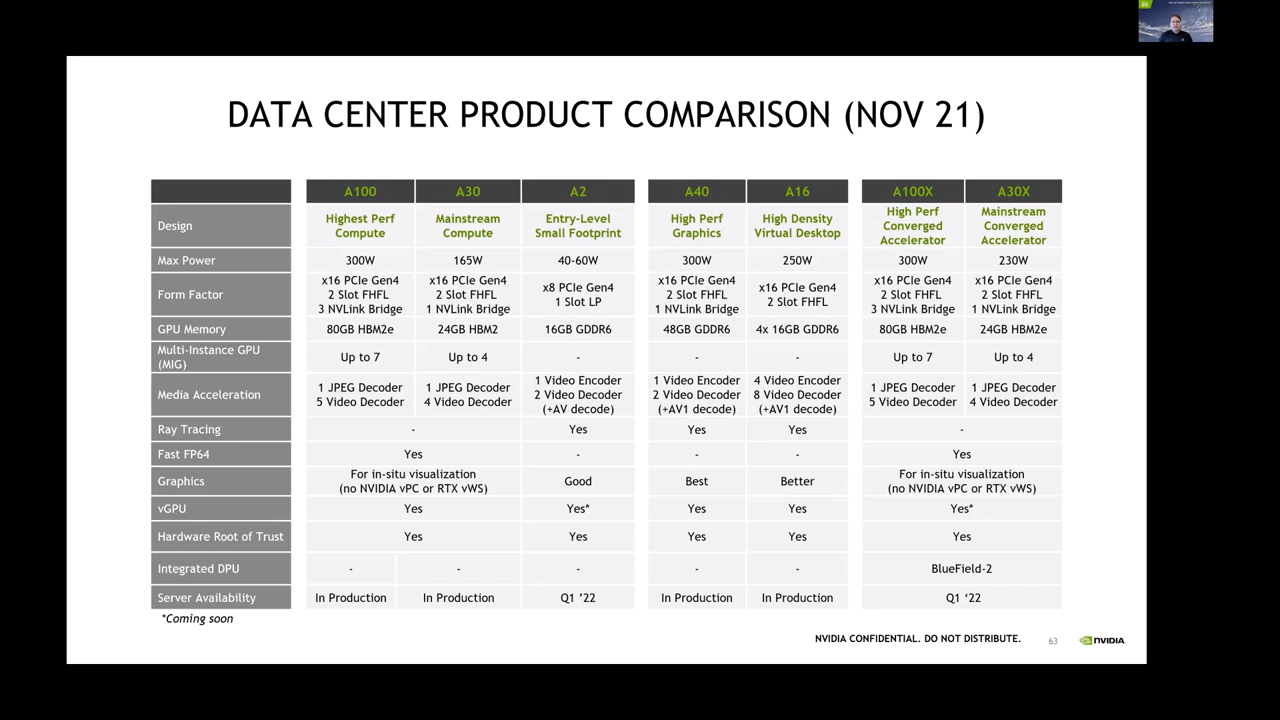 DATA CENTER PRODUCT COMPARISON (NOV 21)
A100 A30 A2 A40 A16 A100X A30X
Design
Highest Perf
Compute
Mainstream
Compute
Entry-Level
Small Footprint
High Perf
Graphics
High Density
Virtual Desktop
High Perf
Converged
Accelerator
Mainstream
Converged
Accelerator
Max Power 300W 165W 40-60W 300W 250W 300W 230W
Form Factor
x16 PCIe Gen4
2 Slot FHFL
3 NVLink Bridge
x16 PCIe Gen4
2 Slot FHFL
1 NVLink Bridge
x8 PCIe Gen4
1 Slot LP
x16 PCIe Gen4
2 Slot FHFL
1 NVLink Bridge
x16 PCIe Gen4
2 Slot FHFL
x16 PCIe Gen4
2 Slot FHFL
3 NVLink Bridge
x16 PCIe Gen4
2 Slot FHFL
1 NVLink Bridge
GPU Memory 80GB HBM2e 24GB HBM2 16GB GDDR6 48GB GDDR6 4x 16GB GDDR6 80GB HBM2e 24GB HBM2e
Multi-Instance GPU
(MIG)
Up to 7 Up to 4 - - - Up to 7 Up to 4
Media Acceleration
1 JPEG Decoder
5 Video Decoder
1 JPEG Decoder
4 Video Decoder
1 Video Encoder
2 Video Decoder
(+AV decode)
1 Video Encoder
2 Video Decoder
(+AV1 decode)
4 Video Encoder
8 Video Decoder
(+AV1 decode)
1 JPEG Decoder
5 Video Decoder
1 JPEG Decoder
4 Video Decoder
Ray Tracing - Yes Yes Yes -
Fast FP64 Yes - - - Yes
Graphics
For in-situ visualization
(no NVIDIA vPC or RTX vWS)
Good Best Better
For in-situ visualization
(no NVIDIA vPC or RTX vWS)
vGPU Yes Yes* Yes Yes Yes*
Hardware Root of Trust Yes Yes Yes Yes Yes
Integrated DPU - - - - - BlueField-2
Server Availability In Production In Production Q1 ’22 In Production In Production Q1 ‘22
*Coming soon
NVIDIA CONFIDENTIAL. DO NOT DISTRIBUTE. 63 NVIDIA.